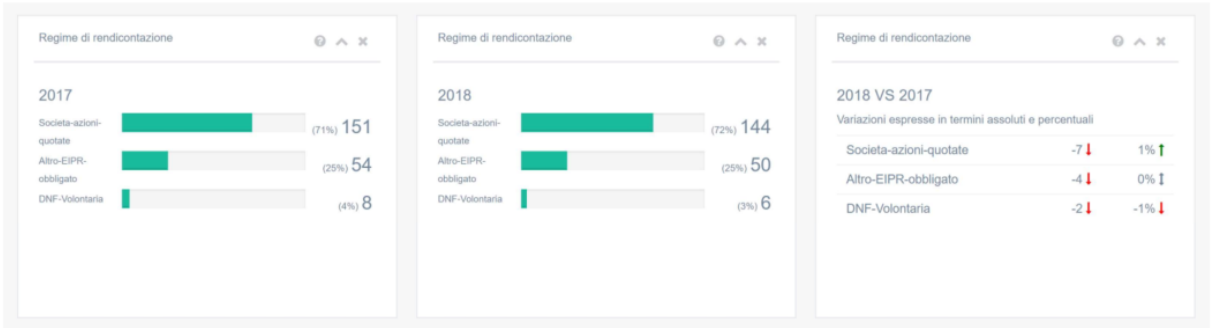 Regime di rendicontazione
2017
Societa-azioni-
quotate
(71%) 151
Altro-EIPR-
obbligato
(25%) 54
DNF-Volontaria
(4%) 8
Regime di rendicontazione
2018
Societa-azioni-
quotate
(72%) 144
Altro-EIPR-
obbligato
(25%) 50
DNF-Volontaria
(3%) 6
Regime di rendicontazione
2018 VS 2017
Variazioni espresse in termini assoluti e percentuali
Societa-azioni-quotate -7 1%
Altro-EIPR-obbligato -4 0%
DNF-Volontaria -2 -1%